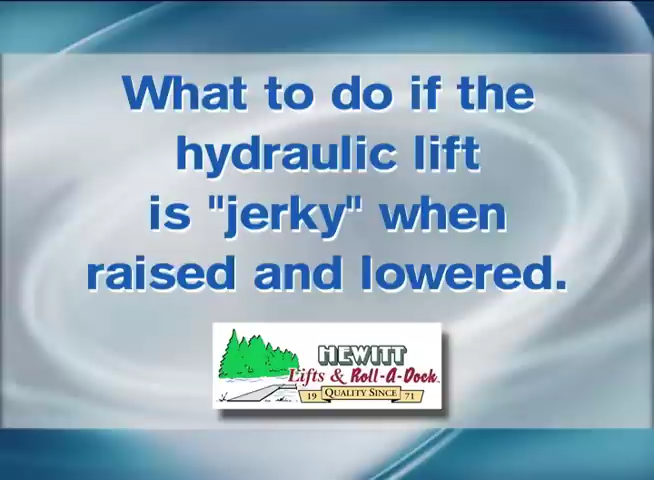 What to do if the
hydraulic lift
is "jerky" when
raised and lowered.
HEWITT
Lifts & Roll-A-Dock
19 QUALITY SINCE 71